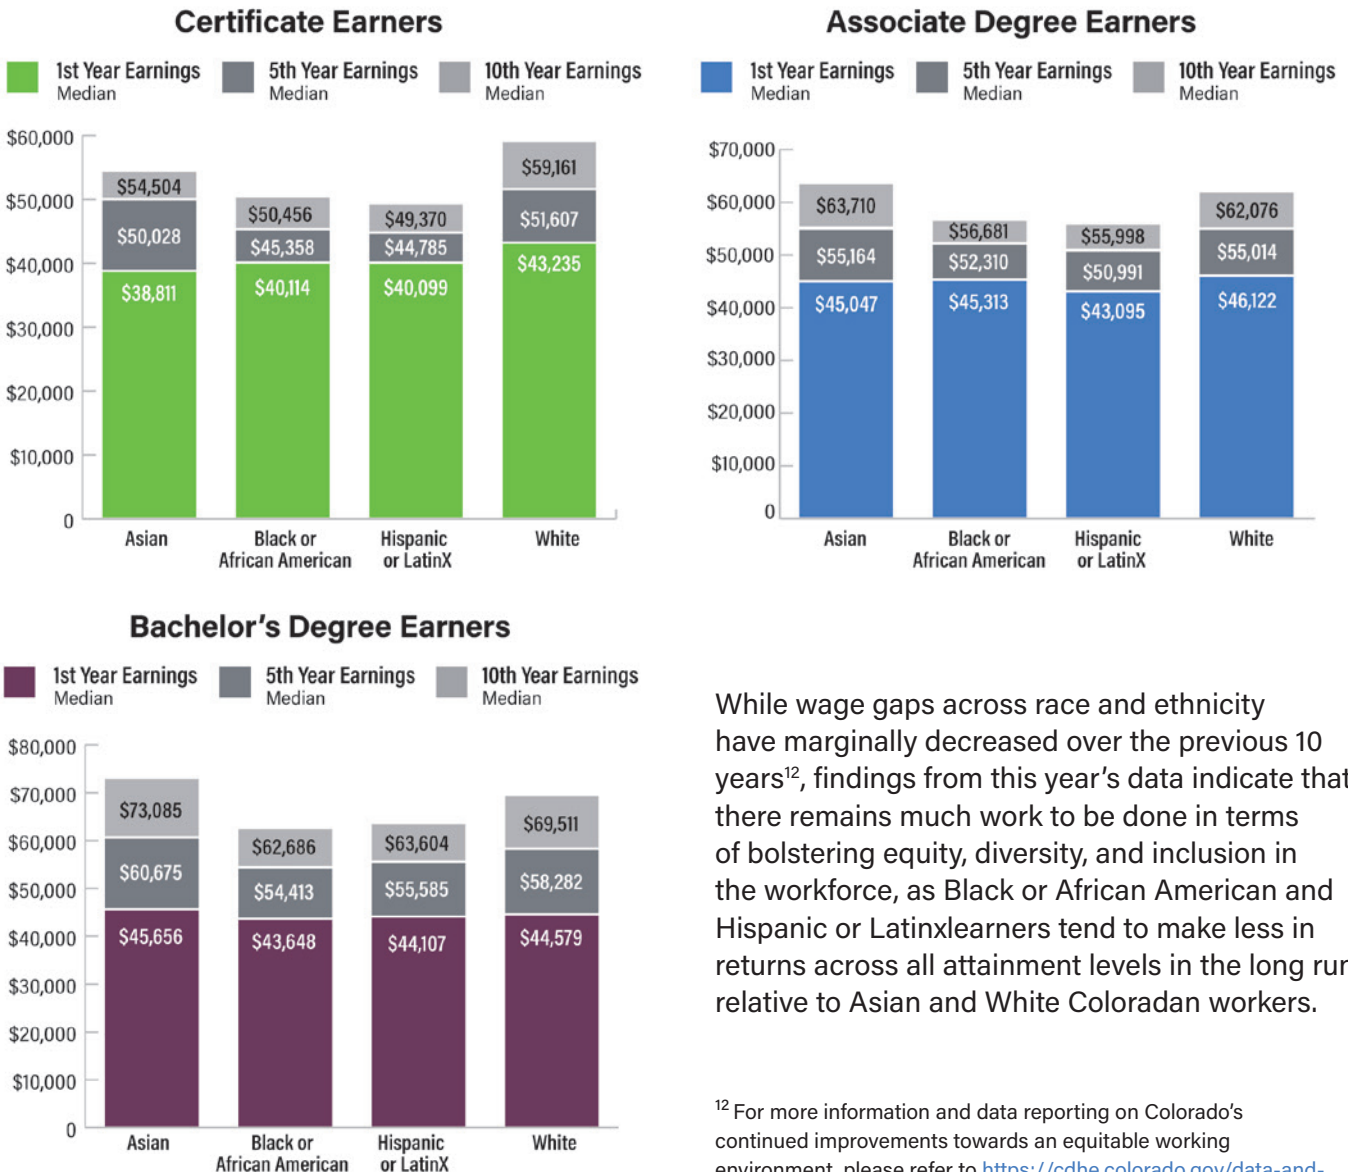 Certificate Earners
1st Year Earnings
Median
5th Year Earnings
Median
10th Year Earnings
Median
$60,000
$50,000
$40,000
$30,000
$20,000
$10,000
0
$54,504
$50,028
$38,811
$50,456
$45,358
$40,114
$49,370
$44,785
$40,099
$59,161
$51,607
$43,235
Asian
Black or
African American
Hispanic
or LatinX
White
Associate Degree Earners
1st Year Earnings
Median
5th Year Earnings
Median
10th Year Earnings
Median
$70,000
$60,000
$50,000
$40,000
$30,000
$20,000
$10,000
0
$63,710
$55,164
$45,047
$56,681
$52,310
$45,313
$55,998
$50,991
$43,095
$62,076
$55,014
$46,122
Asian
Black or
African American
Hispanic
or LatinX
White
Bachelor's Degree Earners
1st Year Earnings
Median
5th Year Earnings
Median
10th Year Earnings
Median
$80,000
$70,000
$60,000
$50,000
$40,000
$30,000
$20,000
$10,000
0
$73,085
$60,675
$45,656
$62,686
$54,413
$43,648
$63,604
$55,585
$44,107
$69,511
$58,282
$44,579
Asian
Black or
African American
Hispanic
or LatinX
White
While wage gaps across race and ethnicity
have marginally decreased over the previous 10
years¹², findings from this year's data indicate that
there remains much work to be done in terms
of bolstering equity, diversity, and inclusion in
the workforce, as Black or African American and
Hispanic or Latinxlearners tend to make less in
returns across all attainment levels in the long run
relative to Asian and White Coloradan workers.
¹² For more information and data reporting on Colorado's
continued improvements towards an equitable working
environment, please refer to https://cdhe.colorado.gov/data-and-